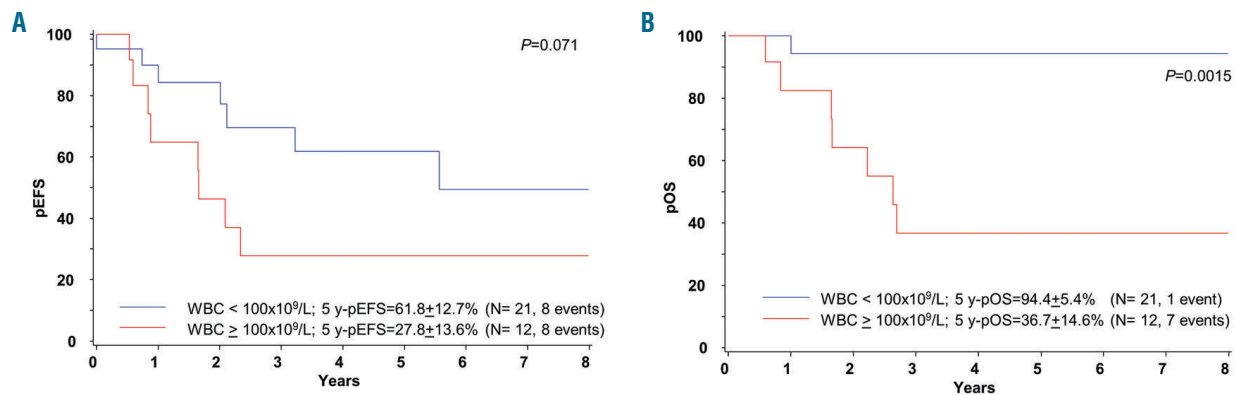 A
P=0.071
100
80
60
40
20
0
pEFS
WBC < 100x10⁹/L; 5 y-pEFS=61.8±12.7% (N= 21, 8 events)
WBC ≥ 100x10⁹/L; 5 y-pEFS=27.8±13.6% (N= 12, 8 events)
0 1 2 3 4 5 6 7 8
Years
B
P=0.0015
100
80
60
40
20
0
pOS
WBC < 100x10⁹/L; 5 y-pOS=94.4±5.4% (N= 21, 1 event)
WBC ≥ 100x10⁹/L; 5 y-pOS=36.7±14.6% (N= 12, 7 events)
0 1 2 3 4 5 6 7 8
Years